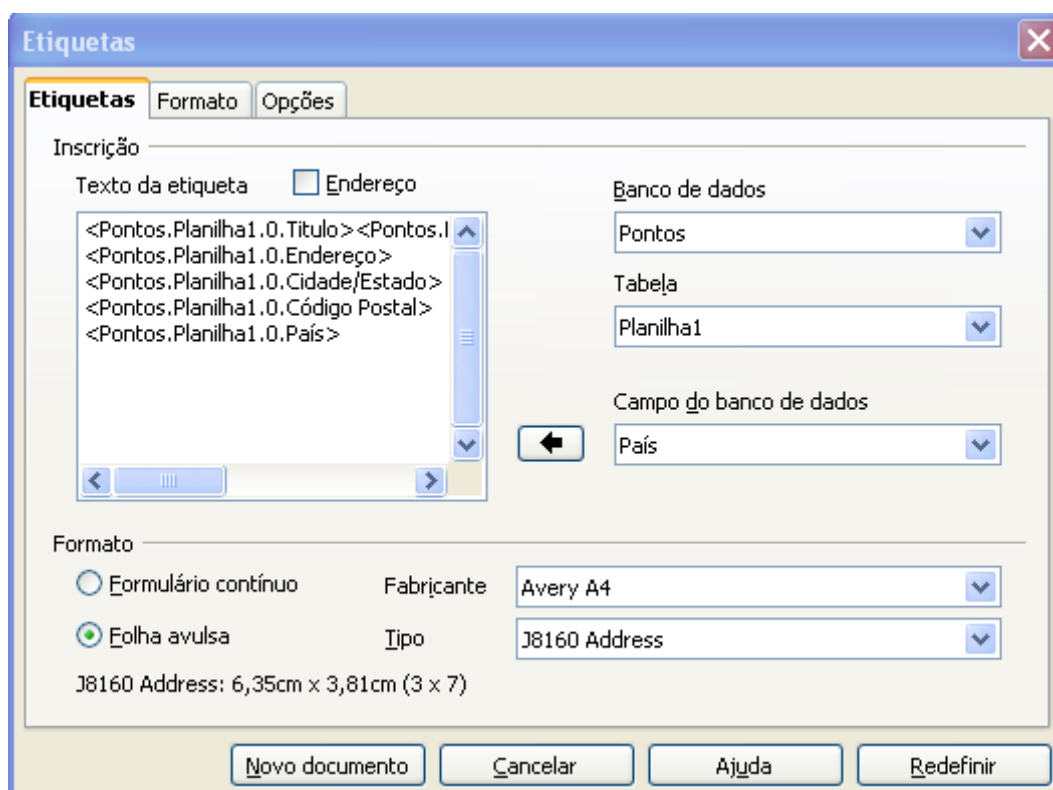 Etiquetas
Etiquetas Formato Opções
Inscrição
Texto da etiqueta Endereço
<Pontos.Planilha1.0.Titulo><Pontos.
<Pontos.Planilha1.0.Endereço>
<Pontos.Planilha1.0.Cidade/Estado>
<Pontos.Planilha1.0.Código Postal>
<Pontos.Planilha1.0.País>
Banco de dados
Pontos
Tabela
Planilha1
Campo do banco de dados
País
Formato
Formulário contínuo Fabricante Avery A4
Folha avulsa Tipo J8160 Address
J8160 Address: 6,35cm x 3,81cm (3 x 7)
Novo documento Cancelar Ajuda Redefinir